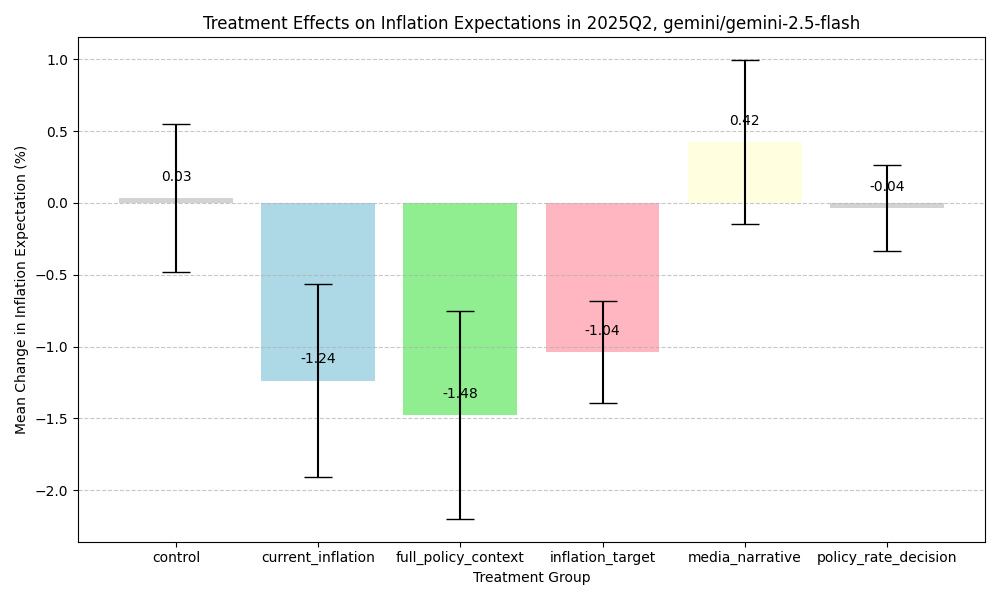 Treatment Effects on Inflation Expectations in 2025Q2, gemini/gemini-2.5-flash
Mean Change in Inflation Expectation (%)
1.0
0.5
0.0
−0.5
−1.0
−1.5
−2.0
0.03
-1.24
-1.48
-1.04
0.42
-0.04
control
current_inflation
full_policy_context
inflation_target
media_narrative
policy_rate_decision
Treatment Group